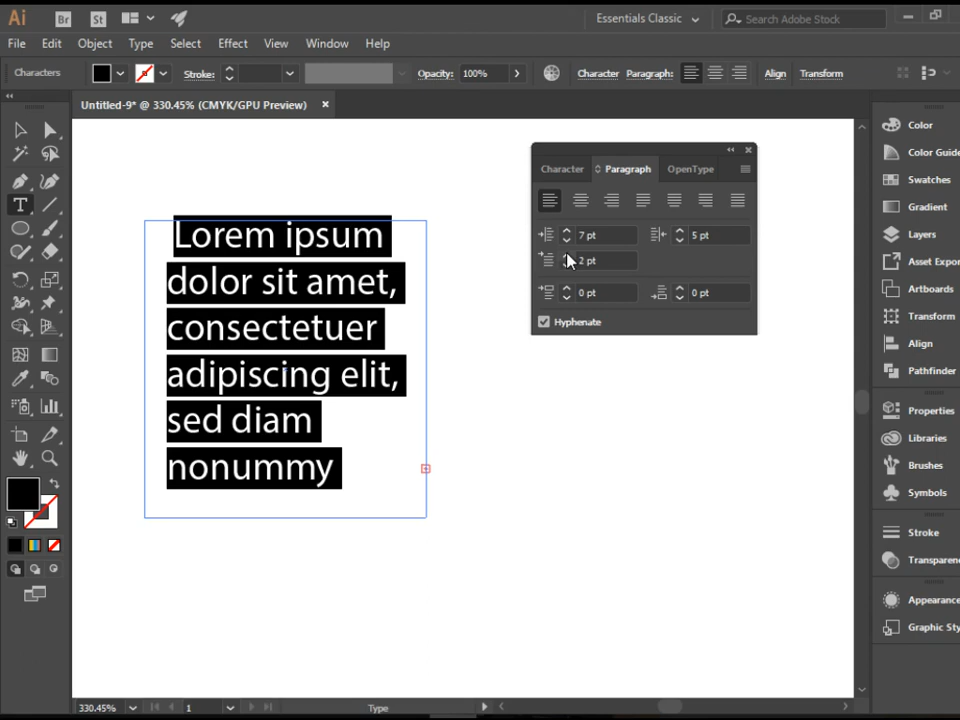 Ai Br St Essentials Classic Search Adobe Stock
File Edit Object Type Select Effect View Window Help
Characters Stroke: Opacity: 100% Character Paragraph: Align Transform
Untitled-9* @ 330.45% (CMYK/GPU Preview)
Character Paragraph OpenType
7 pt 5 pt
2 pt
0 pt 0 pt
Hyphenate
Lorem ipsum
dolor sit amet,
consectetuer
adipiscing elit,
sed diam
nonummy
Color
Color Guide
Swatches
Gradient
Layers
Asset Expor
Artboards
Transform
Align
Pathfinder
Properties
Libraries
Brushes
Symbols
Stroke
Transparen
Appearance
Graphic Sty
330.45% 1 Type